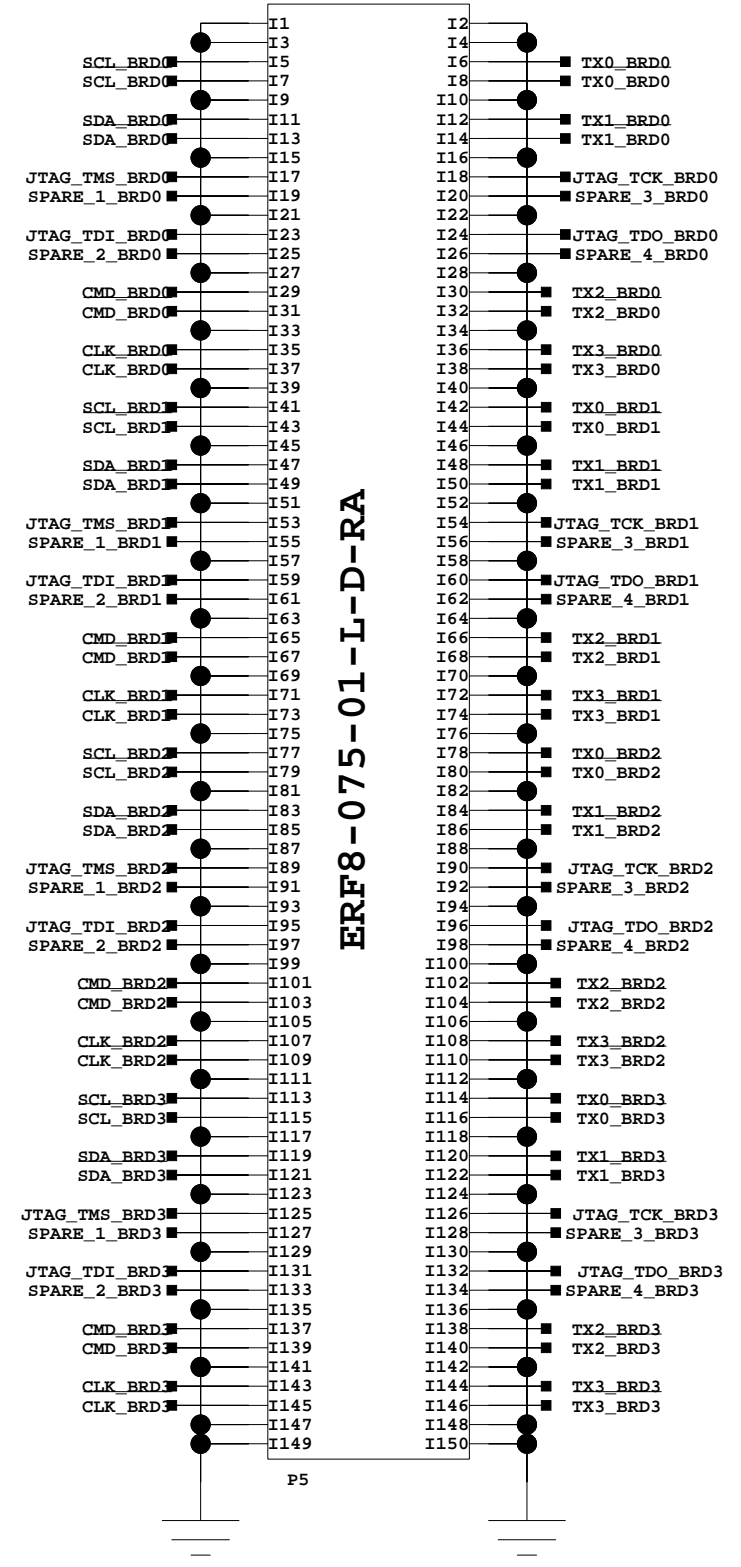 I1 I2
I3 I4
SCL_BRD0 I5 I6 TX0_BRD0
SCL_BRD0 I7 I8 TX0_BRD0
I9 I10
SDA_BRD0 I11 I12 TX1_BRD0
SDA_BRD0 I13 I14 TX1_BRD0
I15 I16
JTAG_TMS_BRD0 I17 I18 JTAG_TCK_BRD0
SPARE_1_BRD0 I19 I20 SPARE_3_BRD0
I21 I22
JTAG_TDI_BRD0 I23 I24 JTAG_TDO_BRD0
SPARE_2_BRD0 I25 I26 SPARE_4_BRD0
I27 I28
CMD_BRD0 I29 I30 TX2_BRD0
CMD_BRD0 I31 I32 TX2_BRD0
I33 I34
CLK_BRD0 I35 I36 TX3_BRD0
CLK_BRD0 I37 I38 TX3_BRD0
I39 I40
SCL_BRD1 I41 I42 TX0_BRD1
SCL_BRD1 I43 I44 TX0_BRD1
I45 I46
SDA_BRD1 I47 I48 TX1_BRD1
SDA_BRD1 I49 I50 TX1_BRD1
I51 I52
JTAG_TMS_BRD1 I53 I54 JTAG_TCK_BRD1
SPARE_1_BRD1 I55 I56 SPARE_3_BRD1
I57 I58
JTAG_TDI_BRD1 I59 I60 JTAG_TDO_BRD1
SPARE_2_BRD1 I61 I62 SPARE_4_BRD1
I63 I64
CMD_BRD1 I65 I66 TX2_BRD1
CMD_BRD1 I67 I68 TX2_BRD1
I69 I70
CLK_BRD1 I71 I72 TX3_BRD1
CLK_BRD1 I73 I74 TX3_BRD1
I75 I76
SCL_BRD2 I77 I78 TX0_BRD2
SCL_BRD2 I79 I80 TX0_BRD2
I81 I82
SDA_BRD2 I83 I84 TX1_BRD2
SDA_BRD2 I85 I86 TX1_BRD2
I87 I88
JTAG_TMS_BRD2 I89 I90 JTAG_TCK_BRD2
SPARE_1_BRD2 I91 I92 SPARE_3_BRD2
I93 I94
JTAG_TDI_BRD2 I95 I96 JTAG_TDO_BRD2
SPARE_2_BRD2 I97 I98 SPARE_4_BRD2
I99 I100
CMD_BRD2 I101 I102 TX2_BRD2
CMD_BRD2 I103 I104 TX2_BRD2
I105 I106
CLK_BRD2 I107 I108 TX3_BRD2
CLK_BRD2 I109 I110 TX3_BRD2
I111 I112
SCL_BRD3 I113 I114 TX0_BRD3
SCL_BRD3 I115 I116 TX0_BRD3
I117 I118
SDA_BRD3 I119 I120 TX1_BRD3
SDA_BRD3 I121 I122 TX1_BRD3
I123 I124
JTAG_TMS_BRD3 I125 I126 JTAG_TCK_BRD3
SPARE_1_BRD3 I127 I128 SPARE_3_BRD3
I129 I130
JTAG_TDI_BRD3 I131 I132 JTAG_TDO_BRD3
SPARE_2_BRD3 I133 I134 SPARE_4_BRD3
I135 I136
CMD_BRD3 I137 I138 TX2_BRD3
CMD_BRD3 I139 I140 TX2_BRD3
I141 I142
CLK_BRD3 I143 I144 TX3_BRD3
CLK_BRD3 I145 I146 TX3_BRD3
I147 I148
I149 I150
ERF8-075-01-L-D-RA
P5